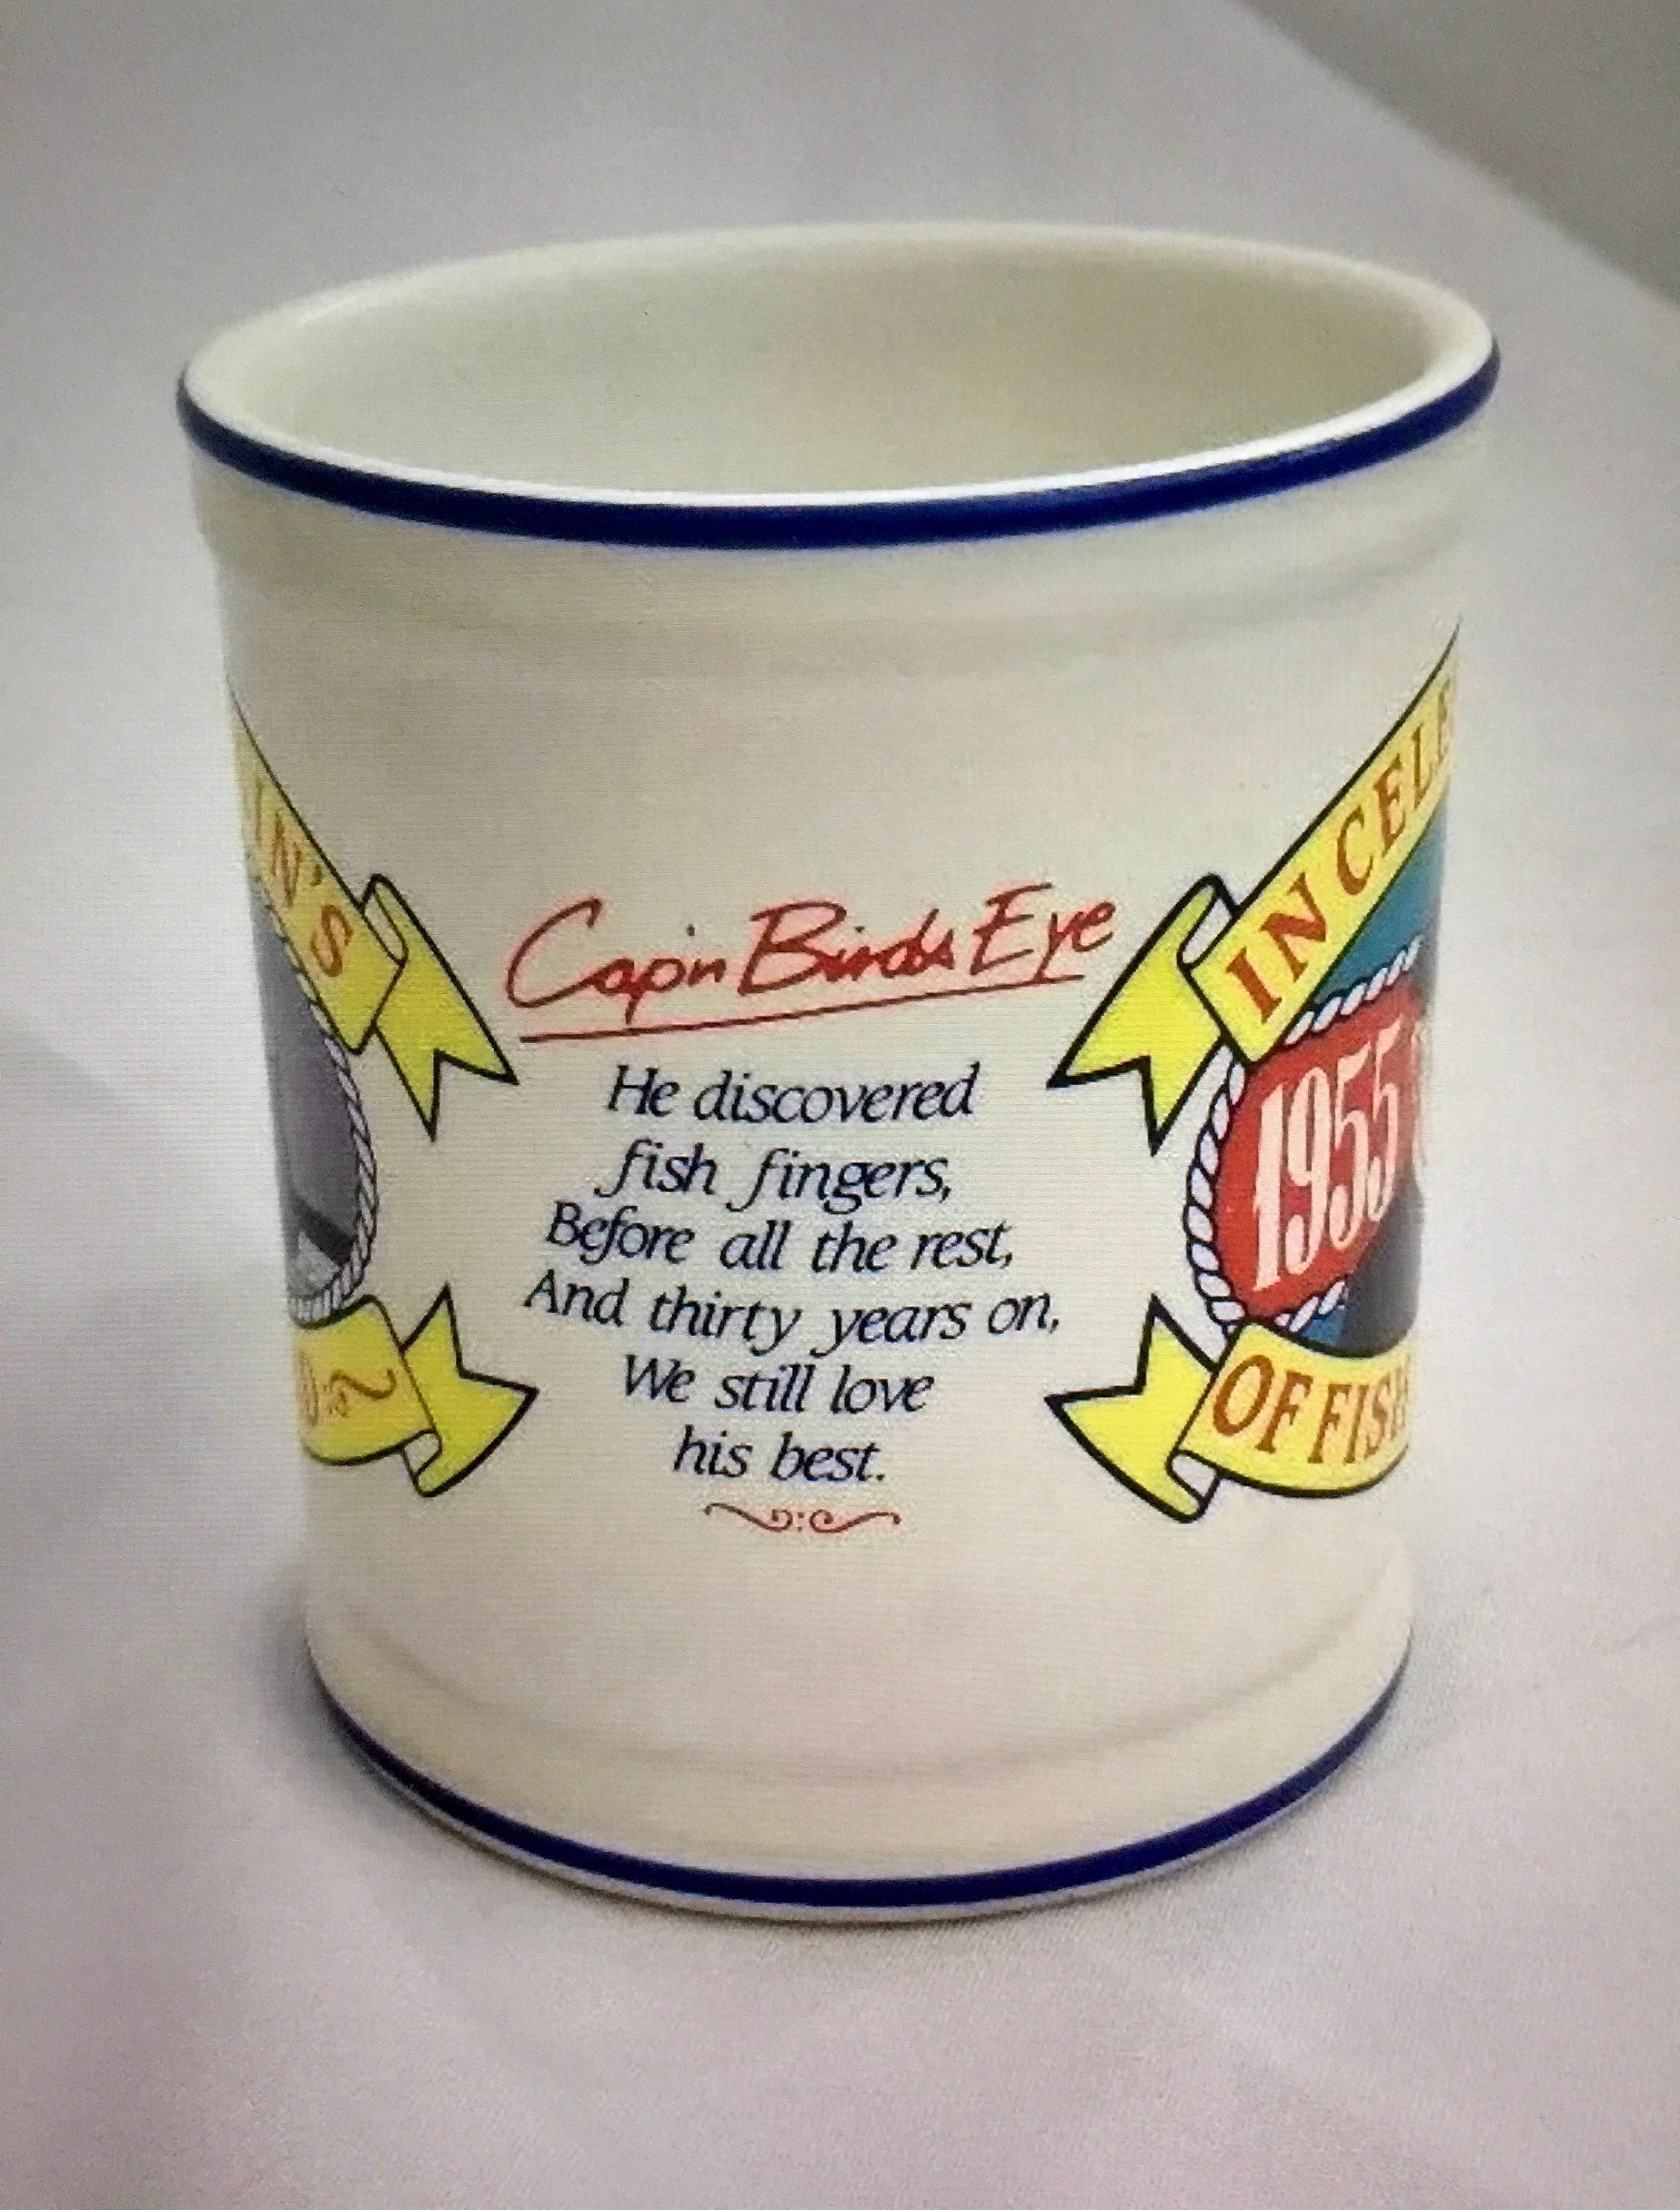 Cap'n Birds Eye
He discovered
fish fingers,
Before all the rest,
And thirty years on,
We still love
his best.
IN
1955
OF FISH